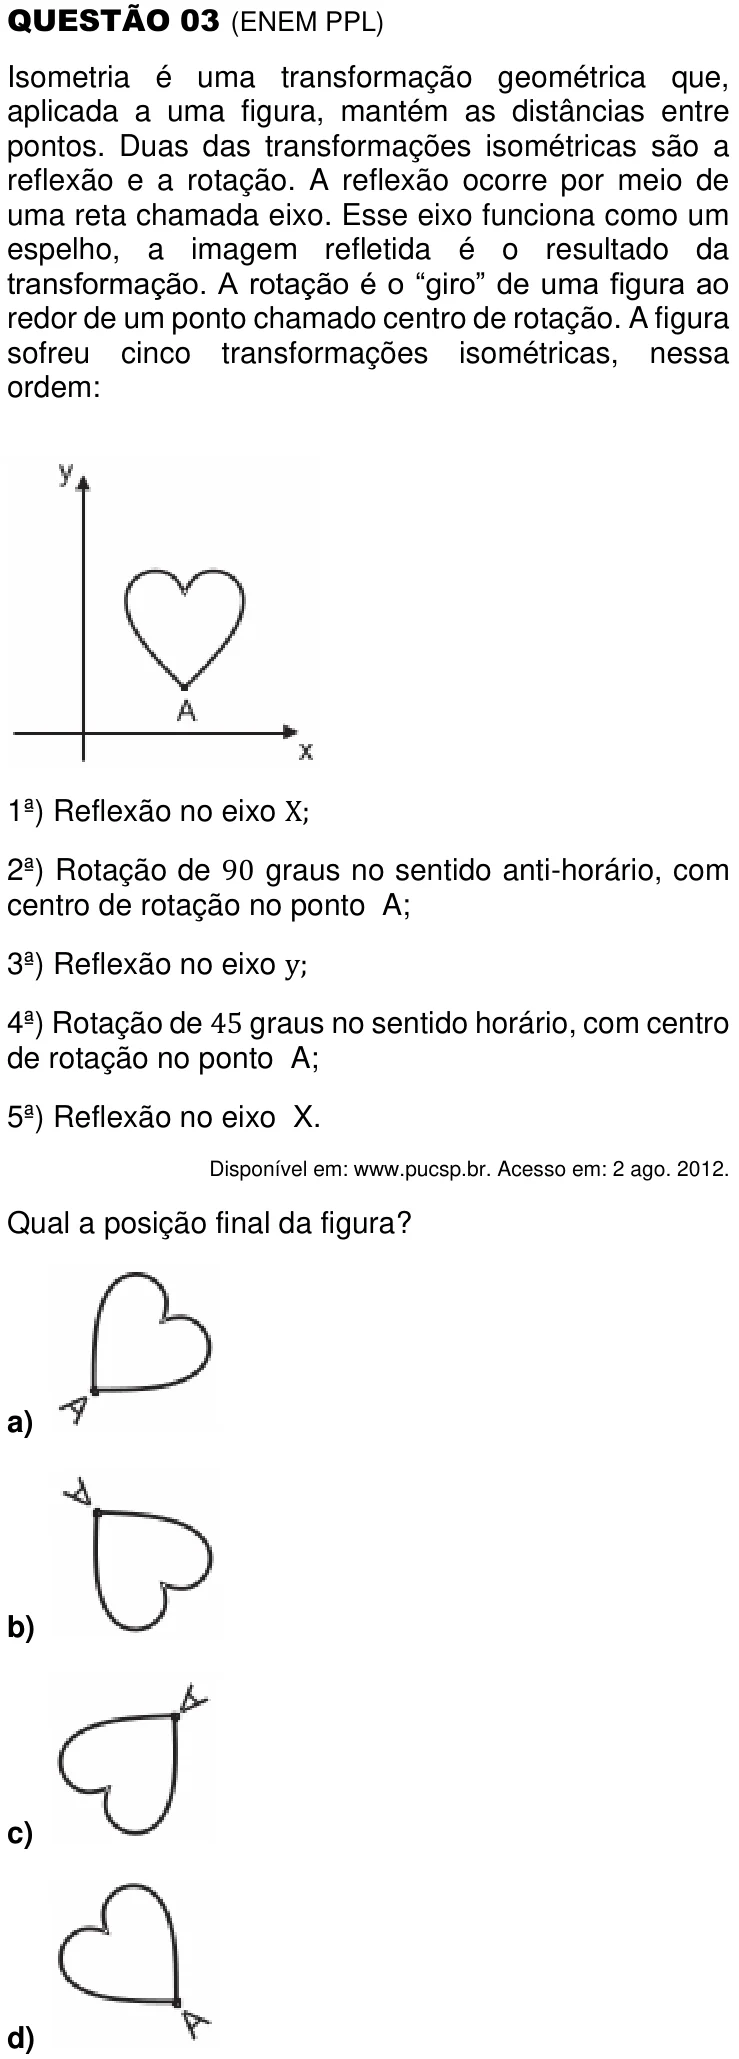 QUESTÃO 03 (ENEM PPL)
Isometria é uma transformação geométrica que,
aplicada a uma figura, mantém as distâncias entre
pontos. Duas das transformações isométricas são a
reflexão e a rotação. A reflexão ocorre por meio de
uma reta chamada eixo. Esse eixo funciona como um
espelho, a imagem refletida é o resultado da
transformação. A rotação é o “giro” de uma figura ao
redor de um ponto chamado centro de rotação. A figura
sofreu cinco transformações isométricas, nessa
ordem:
y
A
x
1ª) Reflexão no eixo X;
2ª) Rotação de 90 graus no sentido anti-horário, com
centro de rotação no ponto A;
3ª) Reflexão no eixo y;
4ª) Rotação de 45 graus no sentido horário, com centro
de rotação no ponto A;
5ª) Reflexão no eixo X.
Disponível em: www.pucsp.br. Acesso em: 2 ago. 2012.
Qual a posição final da figura?
A
a)
A
b)
A
c)
A
d)